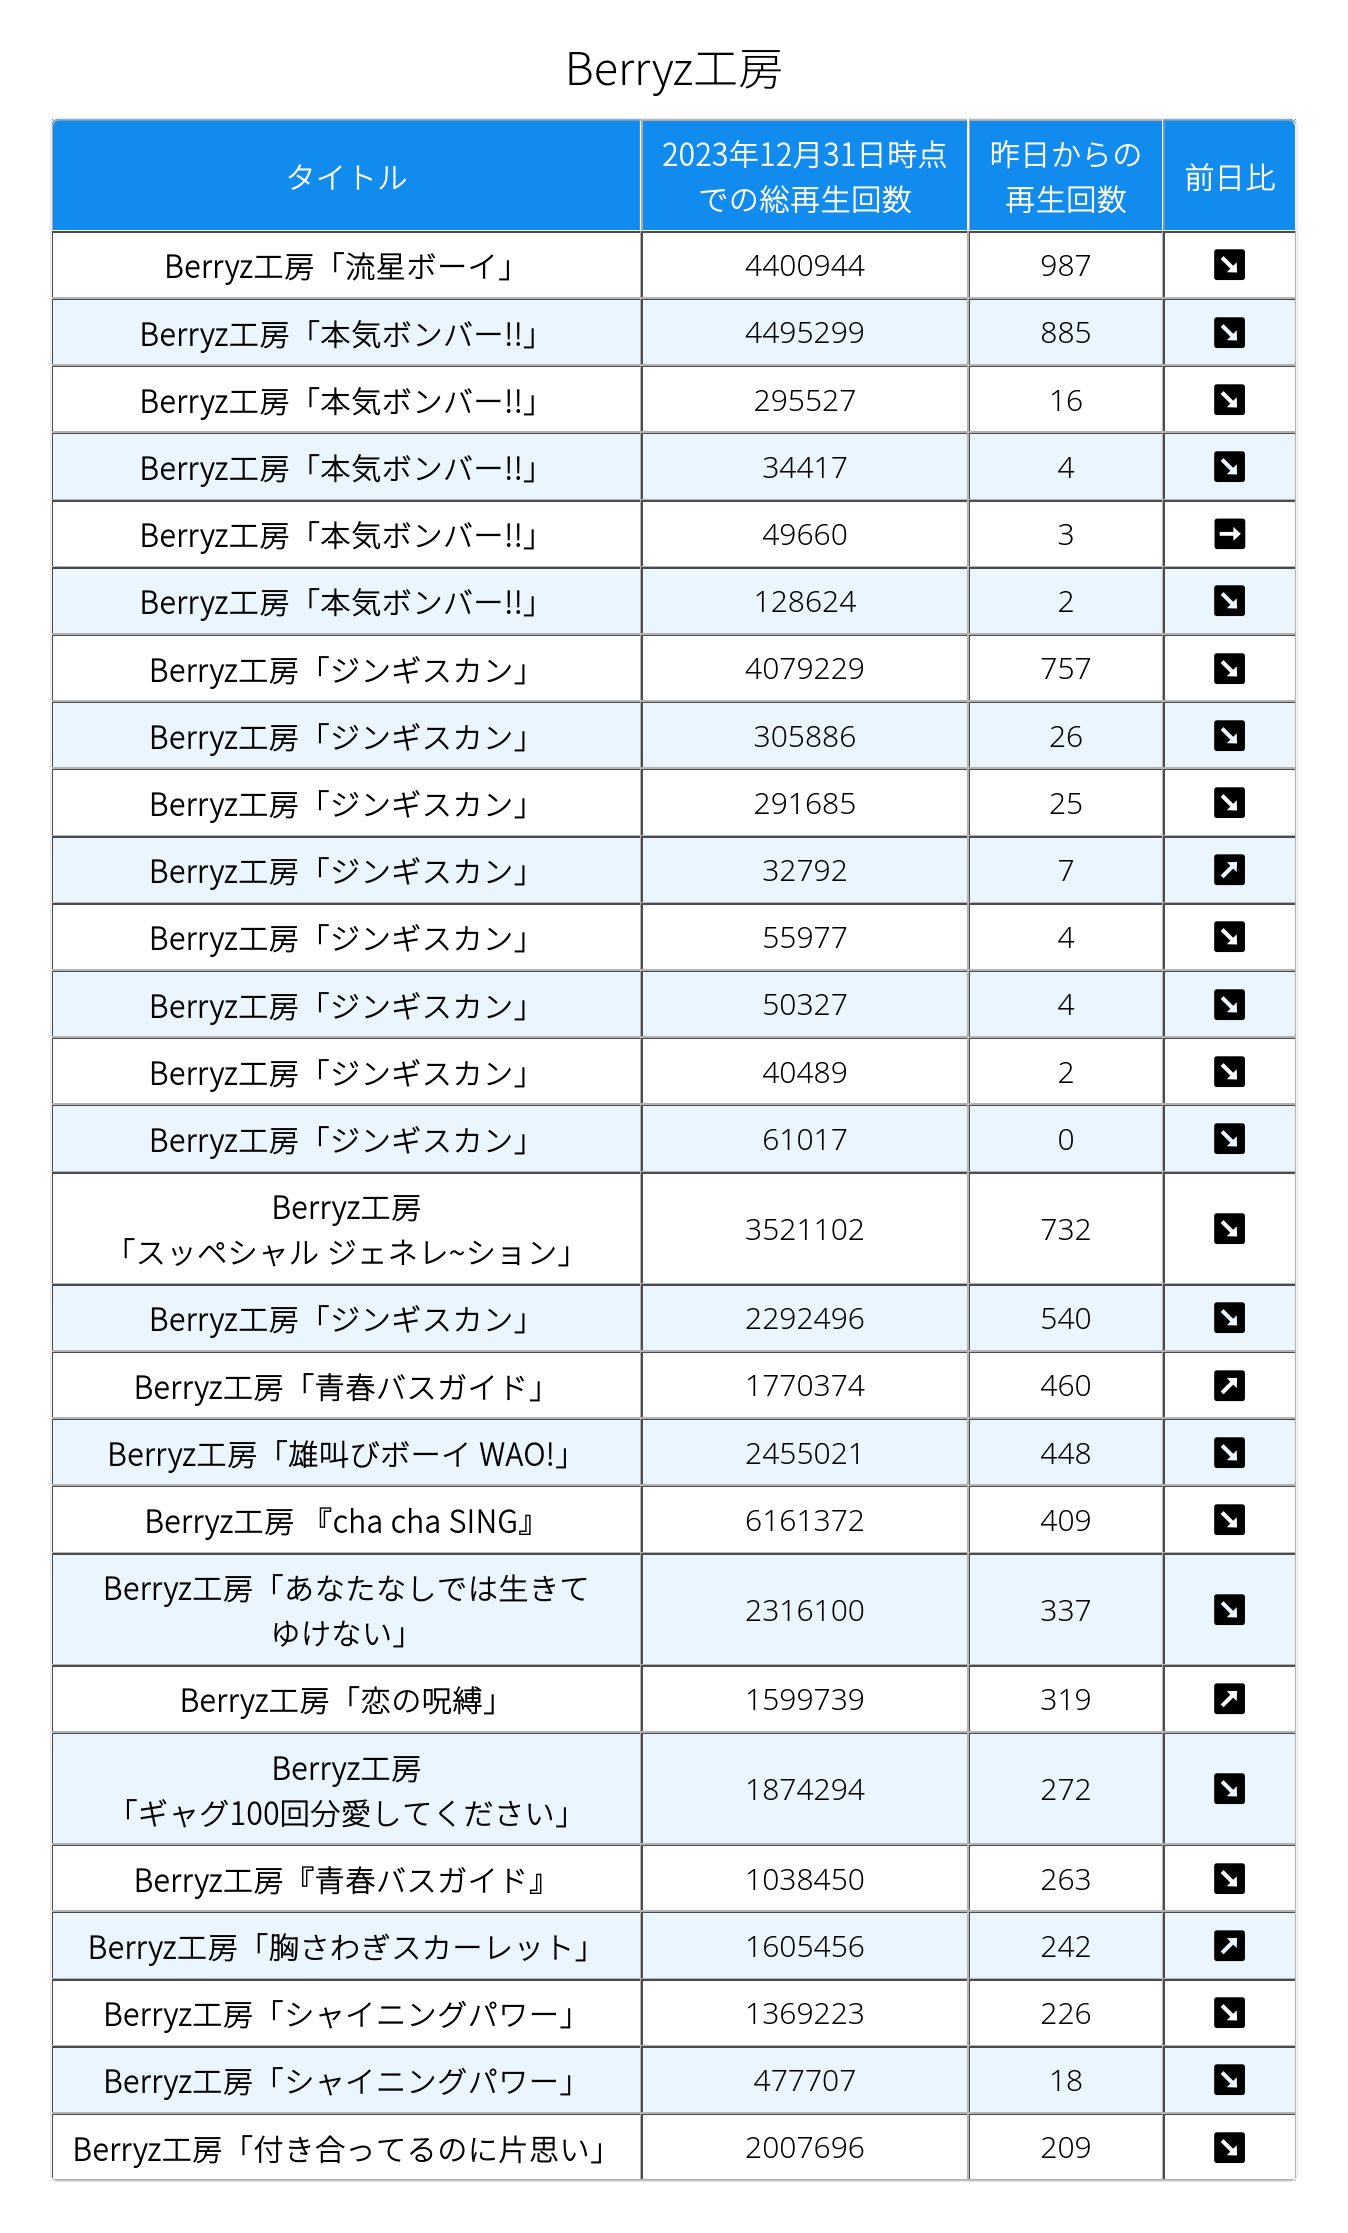 Berryz工房
タイトル 2023年12月31日時点 での総再生回数 昨日からの 再生回数 前日比
Berryz工房「流星ボーイ」 4400944 987 ↘
Berryz工房「本気ボンバー!!」 4495299 885 ↘
Berryz工房「本気ボンバー!!」 295527 16 ↘
Berryz工房「本気ボンバー!!」 34417 4 ↘
Berryz工房「本気ボンバー!!」 49660 3 →
Berryz工房「本気ボンバー!!」 128624 2 ↘
Berryz工房「ジンギスカン」 4079229 757 ↘
Berryz工房「ジンギスカン」 305886 26 ↘
Berryz工房「ジンギスカン」 291685 25 ↘
Berryz工房「ジンギスカン」 32792 7 ↗
Berryz工房「ジンギスカン」 55977 4 ↘
Berryz工房「ジンギスカン」 50327 4 ↘
Berryz工房「ジンギスカン」 40489 2 ↘
Berryz工房「ジンギスカン」 61017 0 ↘
Berryz工房
「スッペシャル ジェネレ~ション」 3521102 732 ↘
Berryz工房「ジンギスカン」 2292496 540 ↘
Berryz工房「青春バスガイド」 1770374 460 ↗
Berryz工房「雄叫びボーイ WAO!」 2455021 448 ↘
Berryz工房 『cha cha SING』 6161372 409 ↘
Berryz工房「あなたなしでは生きて
ゆけない」 2316100 337 ↘
Berryz工房「恋の呪縛」 1599739 319 ↗
Berryz工房
「ギャグ100回分愛してください」 1874294 272 ↘
Berryz工房『青春バスガイド』 1038450 263 ↘
Berryz工房「胸さわぎスカーレット」 1605456 242 ↗
Berryz工房「シャイニングパワー」 1369223 226 ↘
Berryz工房「シャイニングパワー」 477707 18 ↘
Berryz工房「付き合ってるのに片思い」 2007696 209 ↘